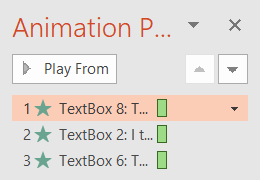 Animation P...
Play From
1 TextBox 8: T...
2 TextBox 2: I t...
3 TextBox 6: T...